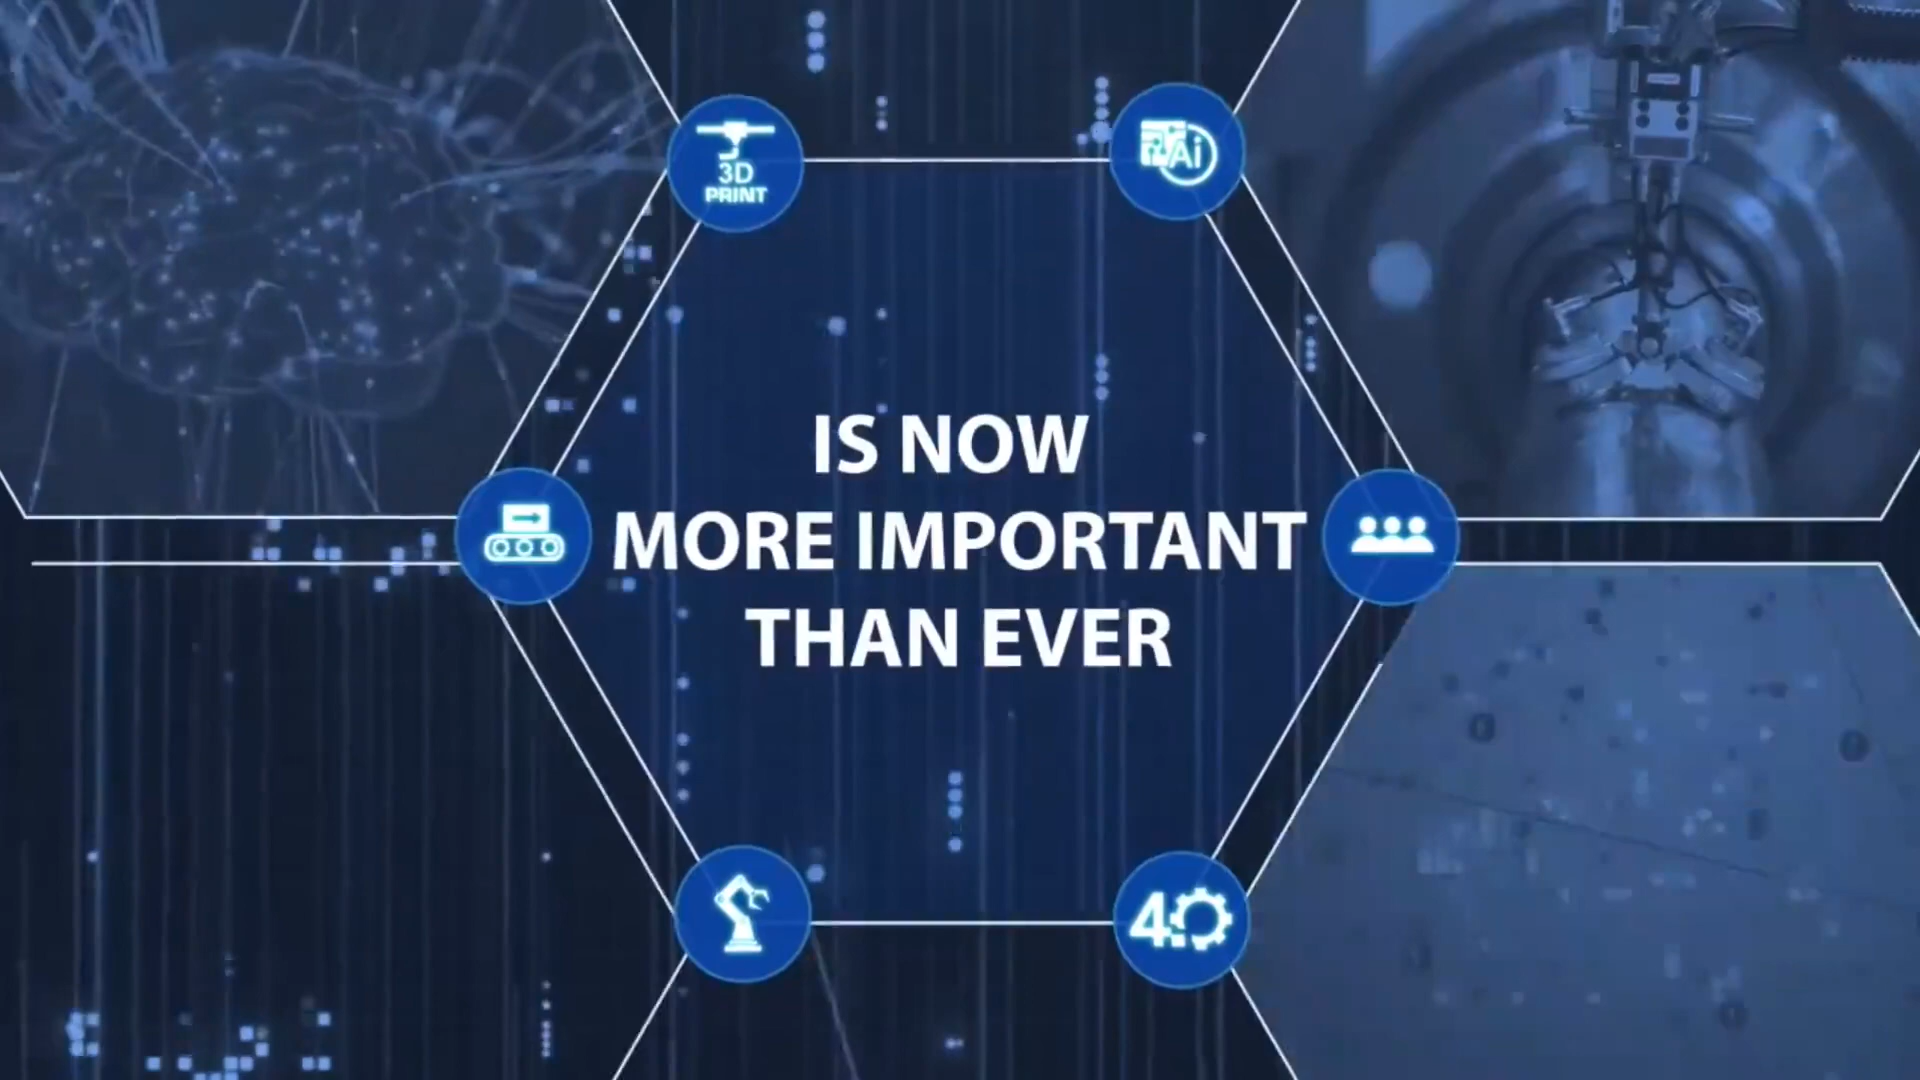 3D
PRINT
Ai
IS NOW
MORE IMPORTANT
THAN EVER
4.0